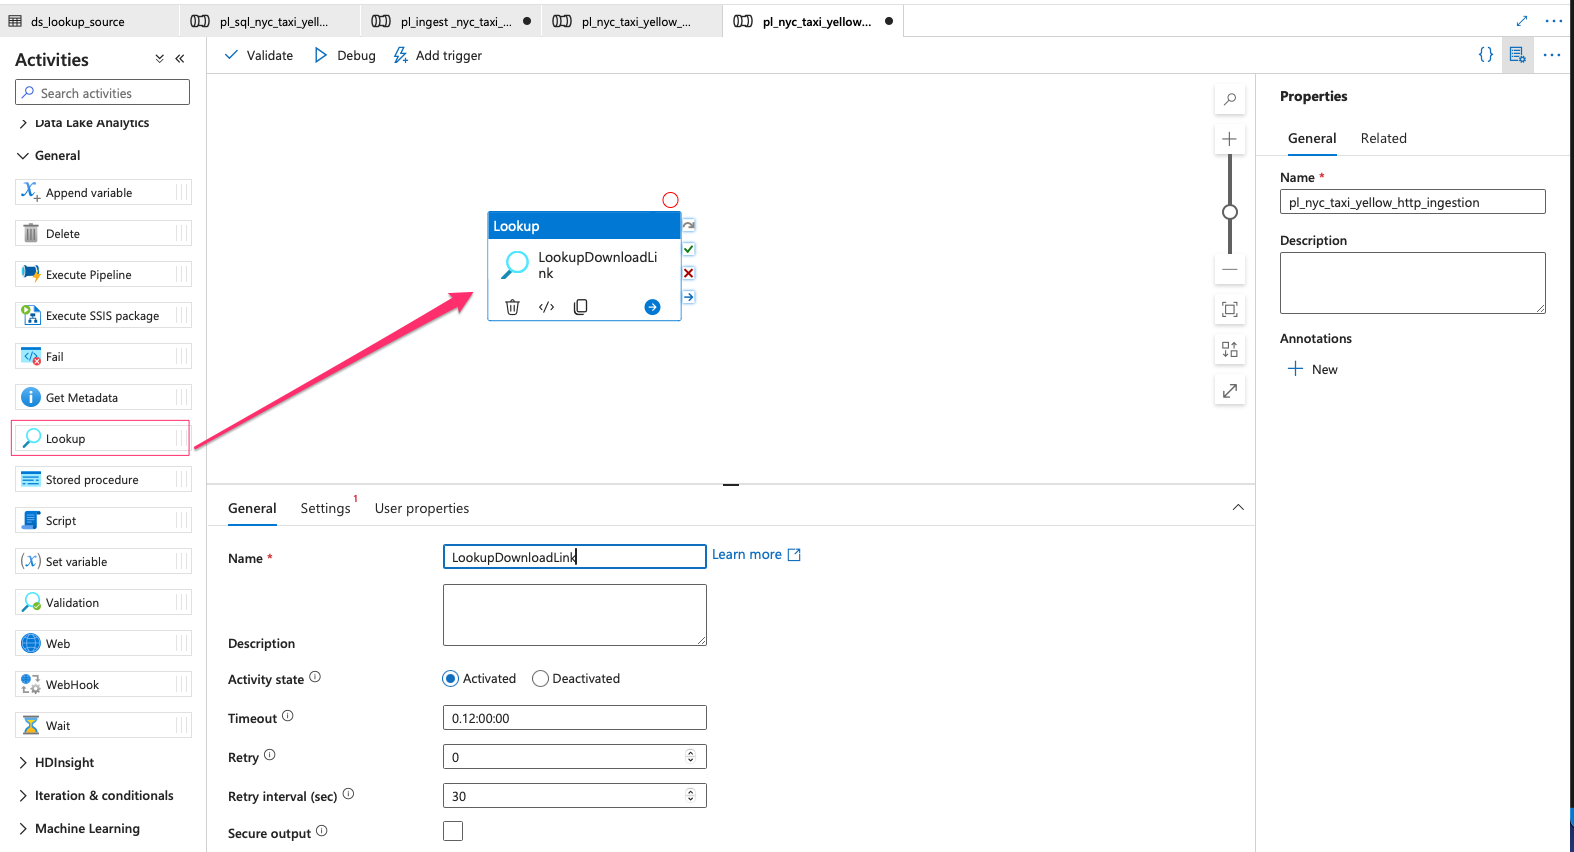 ds_lookup_source
pl_sql_nyc_taxi_yell...
pl_ingest _nyc_taxi_...
pl_nyc_taxi_yellow_...
pl_nyc_taxi_yellow...
Activities
Validate
Debug
Add trigger
Search activities
Data Lake Analytics
General
Append variable
Delete
Execute Pipeline
Execute SSIS package
Fail
Get Metadata
Lookup
Stored procedure
Script
Set variable
Validation
Web
WebHook
Wait
HDInsight
Iteration & conditionals
Machine Learning
Lookup
LookupDownloadLi
nk
General
Settings 1
User properties
Name *
LookupDownloadLink
Learn more
Description
Activity state
Activated
Deactivated
Timeout
0.12:00:00
Retry
0
Retry interval (sec)
30
Secure output
Properties
General
Related
Name *
pl_nyc_taxi_yellow_http_ingestion
Description
Annotations
New